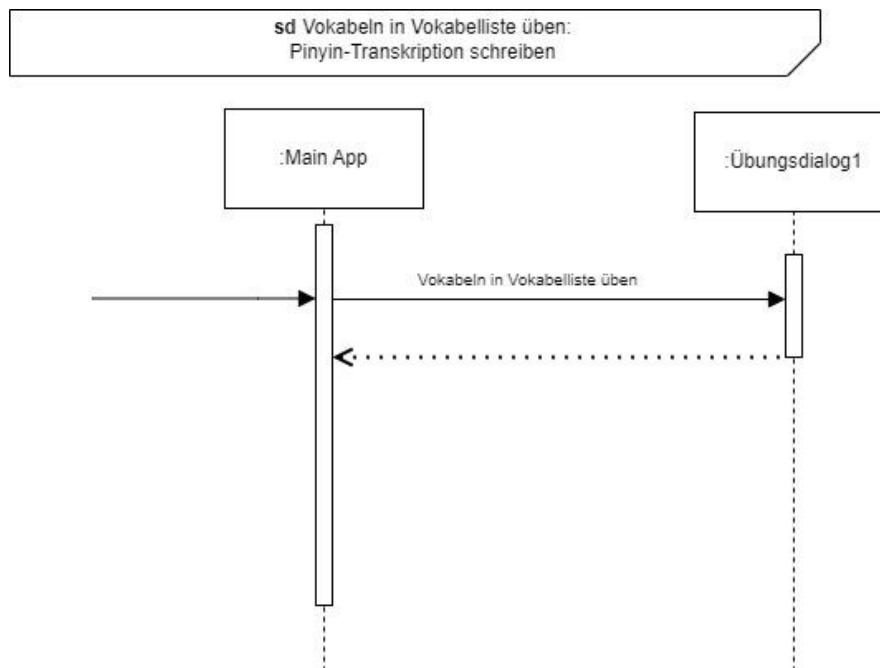 sd Vokabeln in Vokabelliste üben:
Pinyin-Transkription schreiben
:Main App
:Übungsdialog1
Vokabeln in Vokabelliste üben